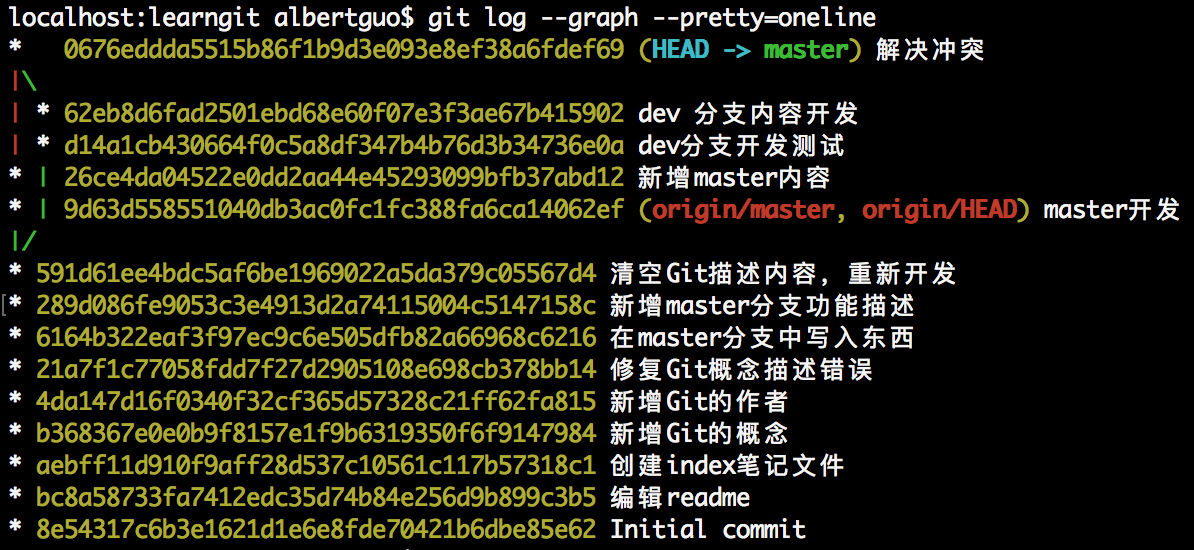 localhost:learngit albertguo$ git log --graph --pretty=oneline
*   0676eddda5515b86f1b9d3e093e8ef38a6fdef69 (HEAD -> master) 解决冲突
|\
| * 62eb8d6fad2501ebd68e60f07e3f3ae67b415902 dev 分支内容开发
| * d14a1cb430664f0c5a8df347b4b76d3b34736e0a dev分支开发测试
* | 26ce4da04522e0dd2aa44e45293099bfb37abd12 新增master内容
* | 9d63d558551040db3ac0fc1fc388fa6ca14062ef (origin/master, origin/HEAD) master开发
|/
* 591d61ee4bdc5af6be1969022a5da379c05567d4 清空Git描述内容，重新开发
* 289d086fe9053c3e4913d2a74115004c5147158c 新增master分支功能描述
* 6164b322eaf3f97ec9c6e505dfb82a66968c6216 在master分支中写入东西
* 21a7f1c77058fdd7f27d2905108e698cb378bb14 修复Git概念描述错误
* 4da147d16f0340f32cf365d57328c21ff62fa815 新增Git的作者
* b368367e0e0b9f8157e1f9b6319350f6f9147984 新增Git的概念
* aebff11d910f9aff28d537c10561c117b57318c1 创建index笔记文件
* bc8a58733fa7412edc35d74b84e256d9b899c3b5 编辑readme
* 8e54317c6b3e1621d1e6e8fde70421b6dbe85e62 Initial commit